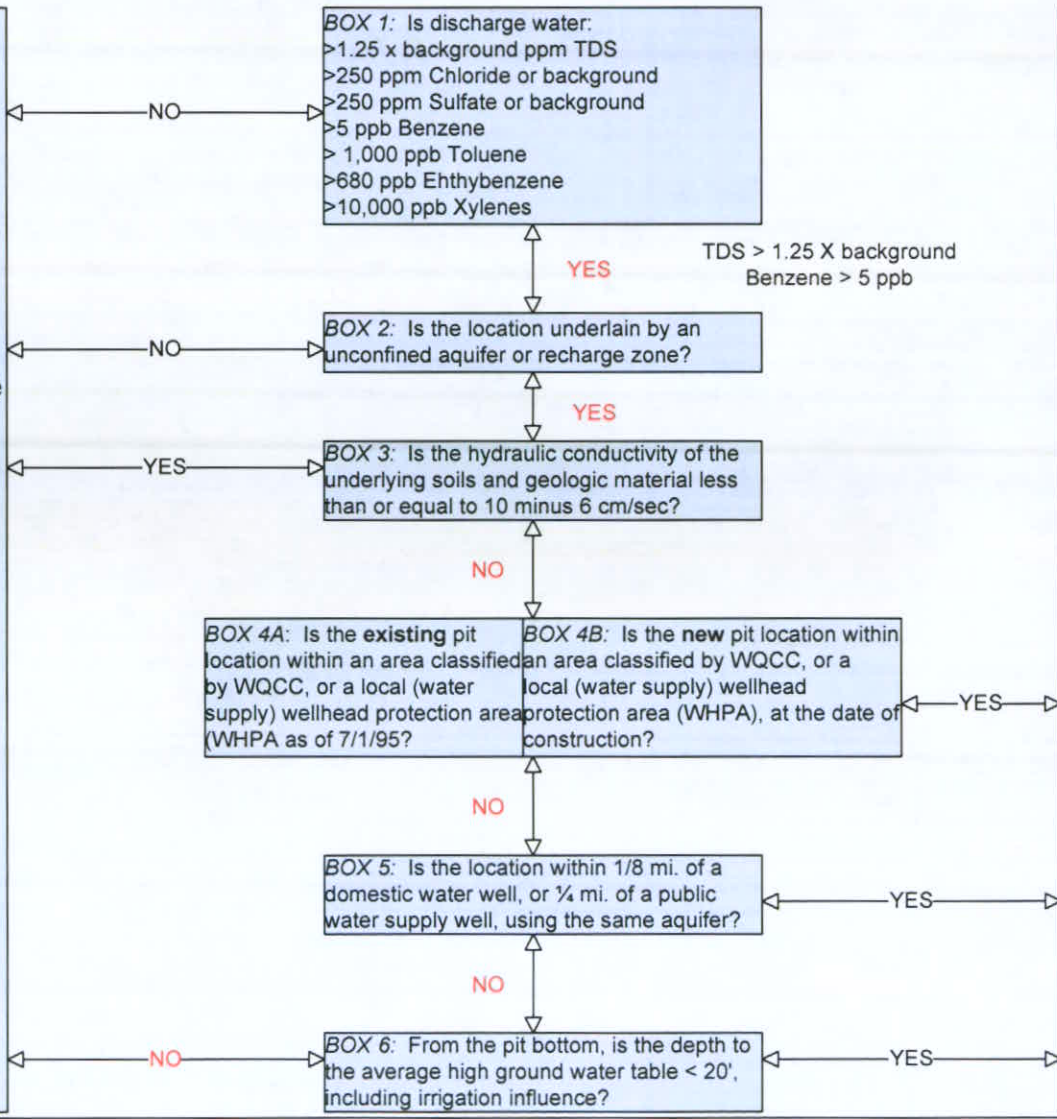 BOX 1: Is discharge water:
>1.25 x background ppm TDS
>250 ppm Chloride or background
>250 ppm Sulfate or background
>5 ppb Benzene
> 1,000 ppb Toluene
>680 ppb Ehthybenzene
>10,000 ppb Xylenes
NO
YES
TDS > 1.25 X background
Benzene > 5 ppb
BOX 2: Is the location underlain by an
unconfined aquifer or recharge zone?
NO
e
YES
BOX 3: Is the hydraulic conductivity of the
underlying soils and geologic material less
than or equal to 10 minus 6 cm/sec?
YES
NO
BOX 4A: Is the existing pit
location within an area classified
by WQCC, or a local (water
supply) wellhead protection area
(WHPA as of 7/1/95?
BOX 4B: Is the new pit location within
an area classified by WQCC, or a
local (water supply) wellhead
protection area (WHPA), at the date of
construction?
YES
NO
BOX 5: Is the location within 1/8 mi. of a
domestic water well, or ¼ mi. of a public
water supply well, using the same aquifer?
YES
NO
BOX 6: From the pit bottom, is the depth to
the average high ground water table < 20',
including irrigation influence?
NO
YES